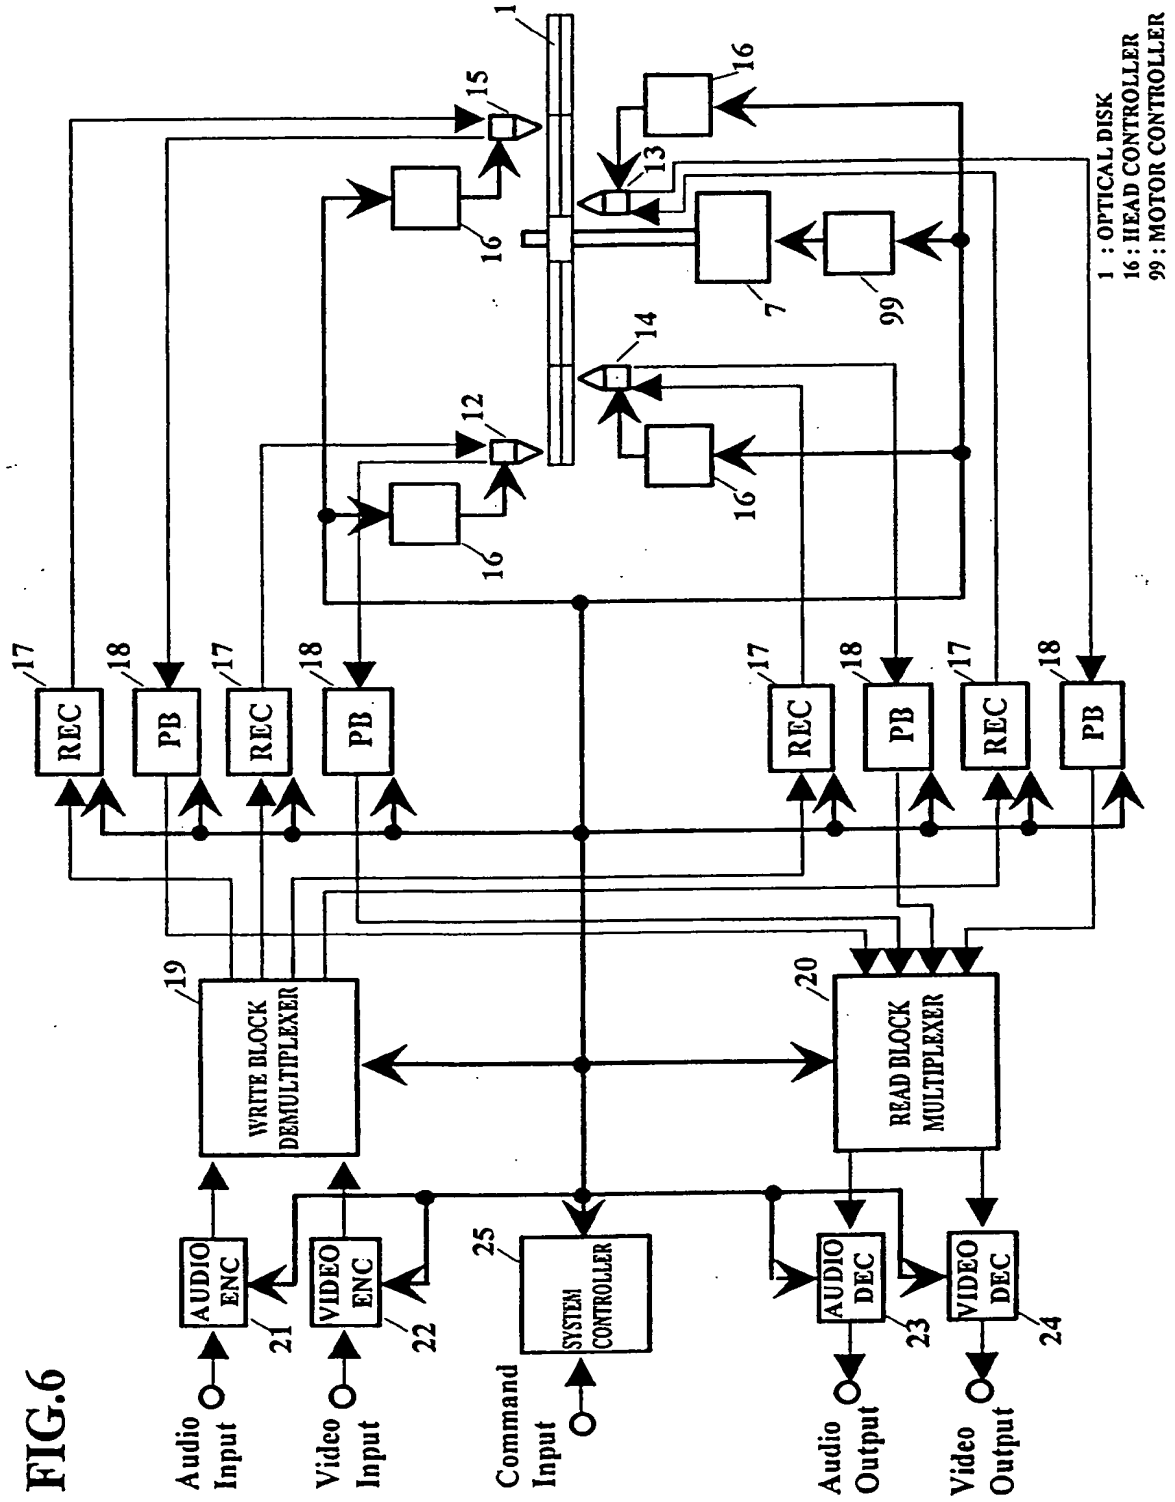 FIG.6
Audio
Input
Video
Input
Command
Input
Audio
Output
Video
Output
AUDIO
ENC
21
VIDEO
ENC
22
25
SYSTEM
CONTROLLER
AUDIO
DEC
23
VIDEO
DEC
24
19
WRITE BLOCK
DEMULTIPLEXER
20
READ BLOCK
MULTIPLEXER
REC
17
PB
18
REC
17
PB
18
REC
17
PB
18
REC
17
PB
18
16
12
16
14
16
15
7
99
13
16
1
1 : OPTICAL DISK
16 : HEAD CONTROLLER
99 : MOTOR CONTROLLER